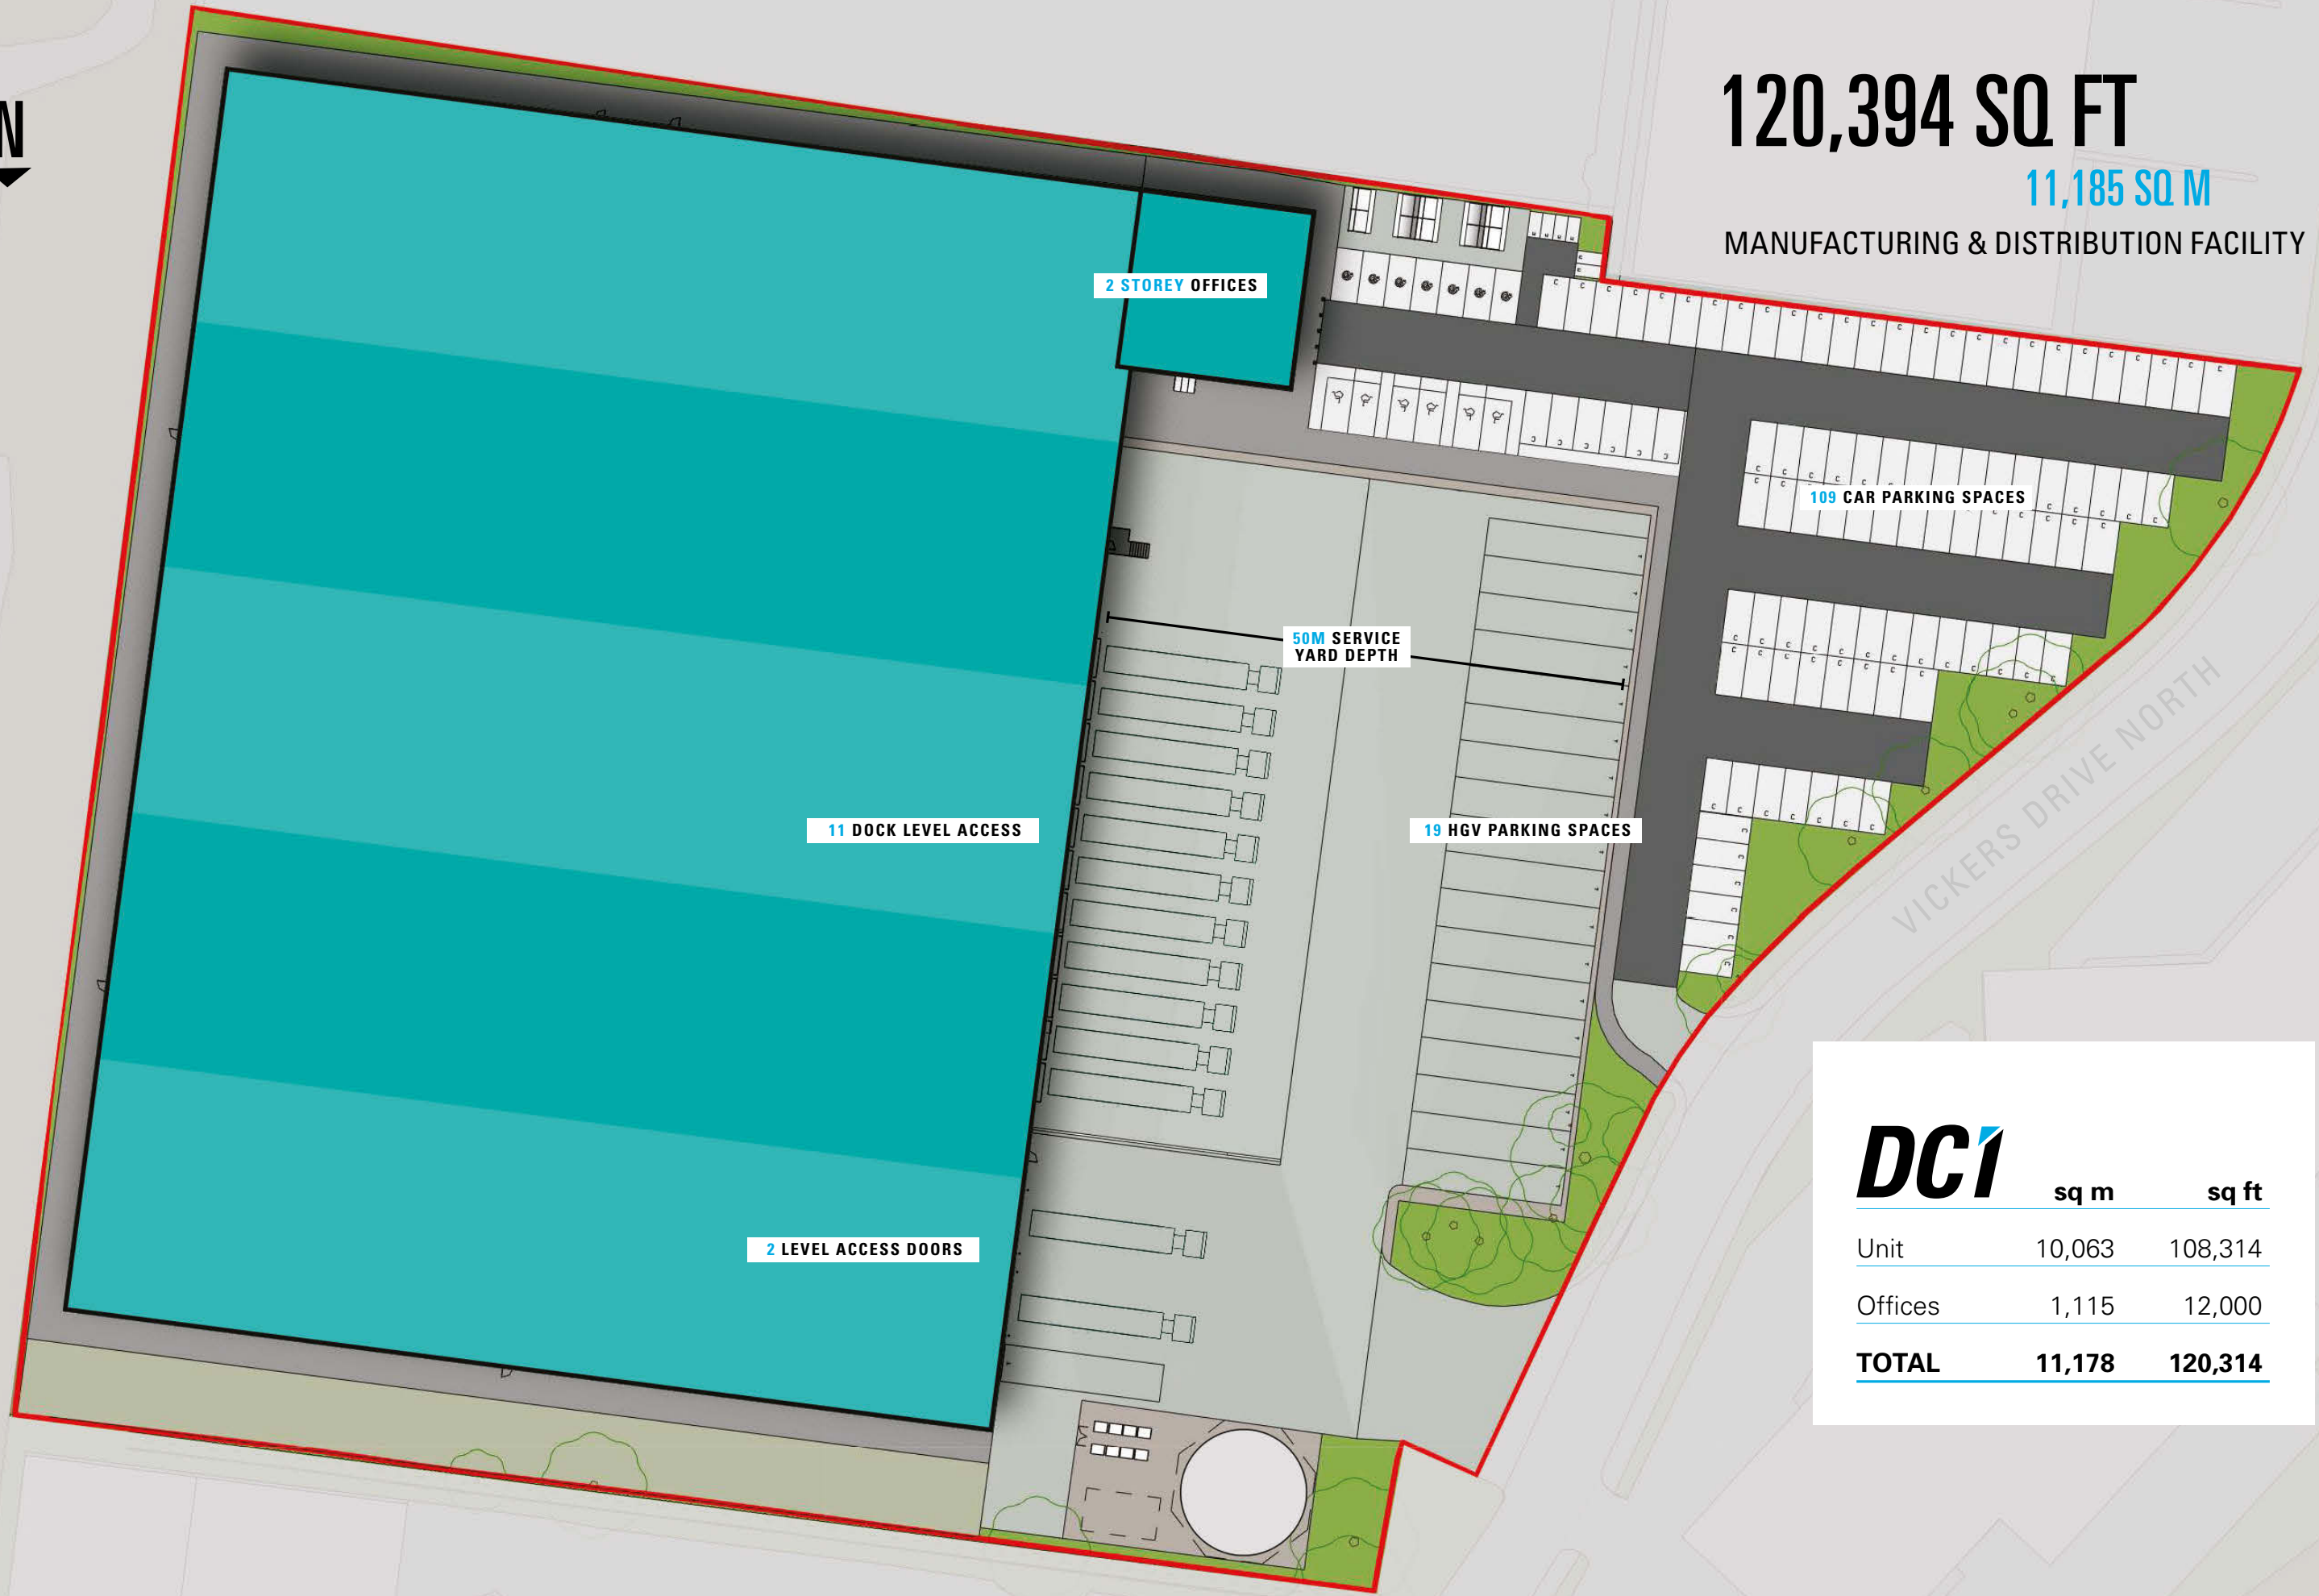 N
120,394 SQ FT
11,185 SQ M
MANUFACTURING & DISTRIBUTION FACILITY
2 STOREY OFFICES
109 CAR PARKING SPACES
50M SERVICE
YARD DEPTH
11 DOCK LEVEL ACCESS
19 HGV PARKING SPACES
VICKERS DRIVE NORTH
2 LEVEL ACCESS DOORS
DC1 sq m sq ft
Unit 10,063 108,314
Offices 1,115 12,000
TOTAL 11,178 120,314